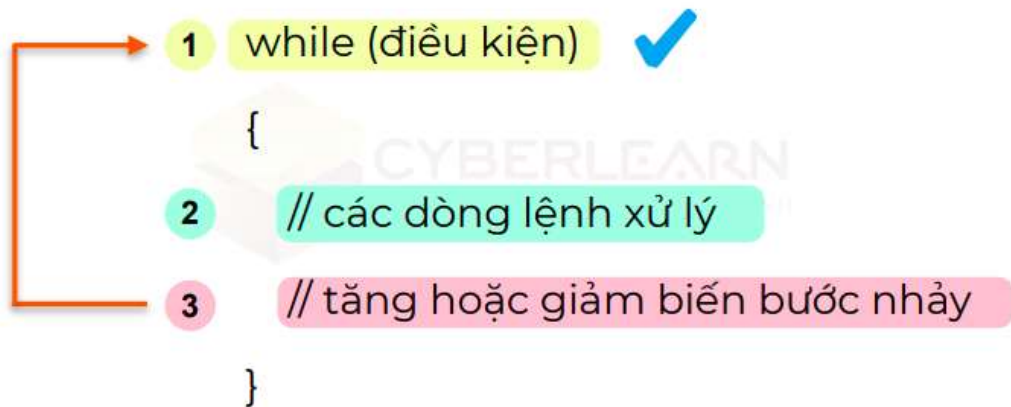 1 while (điều kiện)
{
CYBERLEARN
2 // các dòng lệnh xử lý
3 // tăng hoặc giảm biến bước nhảy
}